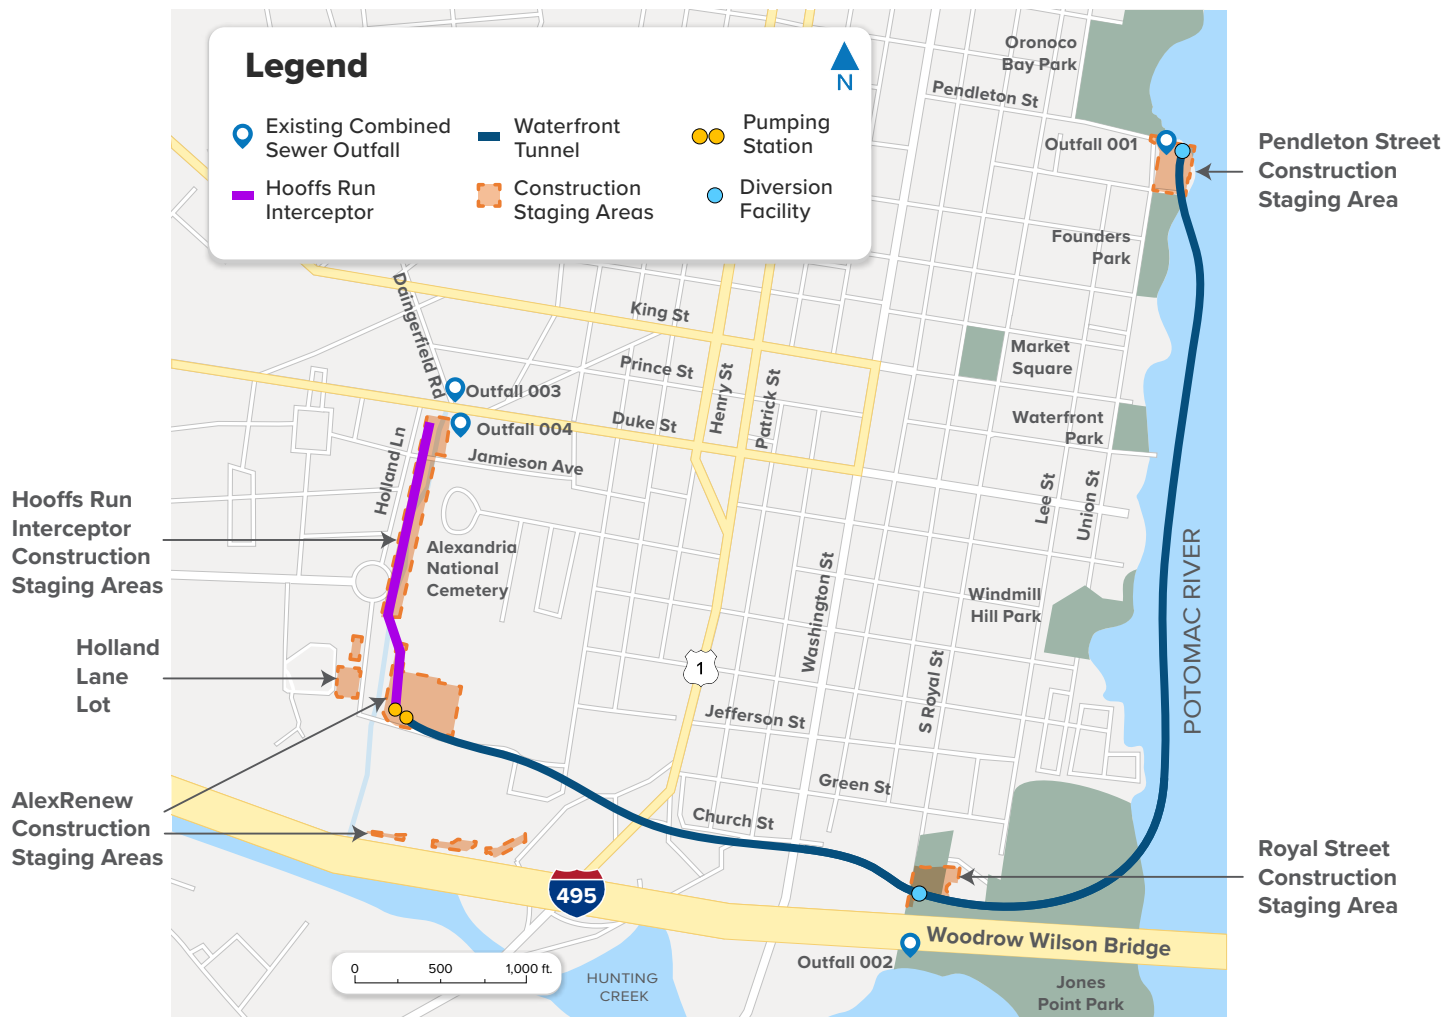 Legend
N
Existing Combined
Sewer Outfall
Waterfront
Tunnel
Pumping
Station
Hooffs Run
Interceptor
Construction
Staging Areas
Diversion
Facility
Oronoco
Bay Park
Pendleton St
Outfall 001
Pendleton Street
Construction
Staging Area
Founders
Park
Daingerfield Rd
King St
Prince St
Henry St
Patrick St
Market
Square
Outfall 003
Duke St
Outfall 004
Waterfront
Park
Holland Ln
Jamieson Ave
Lee St
Union St
Hooffs Run
Interceptor
Construction
Staging Areas
Alexandria
National
Cemetery
POTOMAC RIVER
Washington St
Windmill
Hill Park
Holland
Lane
Lot
1
S Royal St
Jefferson St
Green St
AlexRenew
Construction
Staging Areas
Church St
Royal Street
Construction
Staging Area
495
Woodrow Wilson Bridge
Outfall 002
0 500 1,000 ft.
HUNTING
CREEK
Jones
Point Park